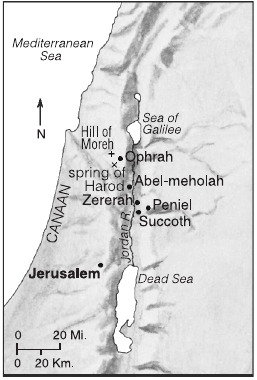 Mediterranean
Sea
N
Sea of
Galilee
Hill of
Moreh
Ophrah
spring of
Harod
Abel-meholah
Zererah
Peniel
Succoth
CANAAN
Jordan R.
Jerusalem
Dead Sea
0 20 Mi.
0 20 Km.